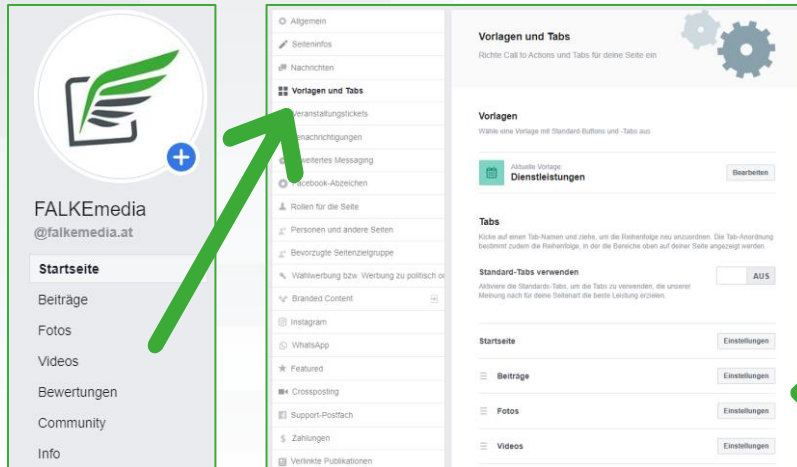 FALKEmedia
@falkemedia.at
Startseite
Beiträge
Fotos
Videos
Bewertungen
Community
Info
Allgemein
Seiteninfos
Nachrichten
Vorlagen und Tabs
Veranstaltungstickets
enachrichtigungen
weitertes Messaging
Facebook-Abzeichen
Rollen für die Seite
Personen und andere Seiten
Bevorzugte Seitenzielgruppe
Wahlwerbung bzw. Werbung zu politisch o
Branded Content
Instagram
WhatsApp
Featured
Crossposting
Support-Postfach
Zahlungen
Verlinkte Publikationen
Vorlagen und Tabs
Richte Call to Actions und Tabs für deine Seite ein
Vorlagen
Wähle eine Vorlage mit Standard-Buttons und -Tabs aus
Aktuelle Vorlage:
Dienstleistungen
Bearbeiten
Tabs
Kicke auf einen Tab-Namen und ziehe, um die Reihenfolge neu anzuordnen. Die Tab-Anordnung
bestimmt zudem die Reihenfolge, in der die Bereiche oben auf deiner Seite angezeigt werden.
Standard-Tabs verwenden
AUS
Aktiviere die Standards-Tabs, um die Tabs zu verwenden, die unserer
Meinung nach für deine Seitenart die beste Leistung erzielen.
Startseite Einstellungen
Beiträge Einstellungen
Fotos Einstellungen
Videos Einstellungen